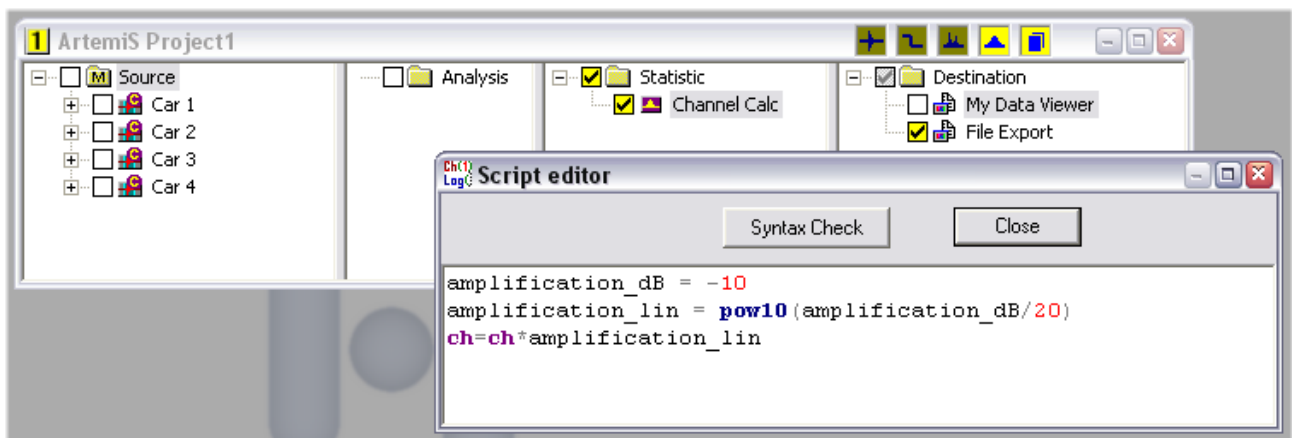 1 ArtemiS Project1
M Source
Car 1
Car 2
Car 3
Car 4
Analysis
Statistic
Channel Calc
Destination
My Data Viewer
File Export
Ch(1)
Log( Script editor
Syntax Check Close
amplification_dB = -10
amplification_lin = pow10(amplification_dB/20)
ch=ch*amplification_lin